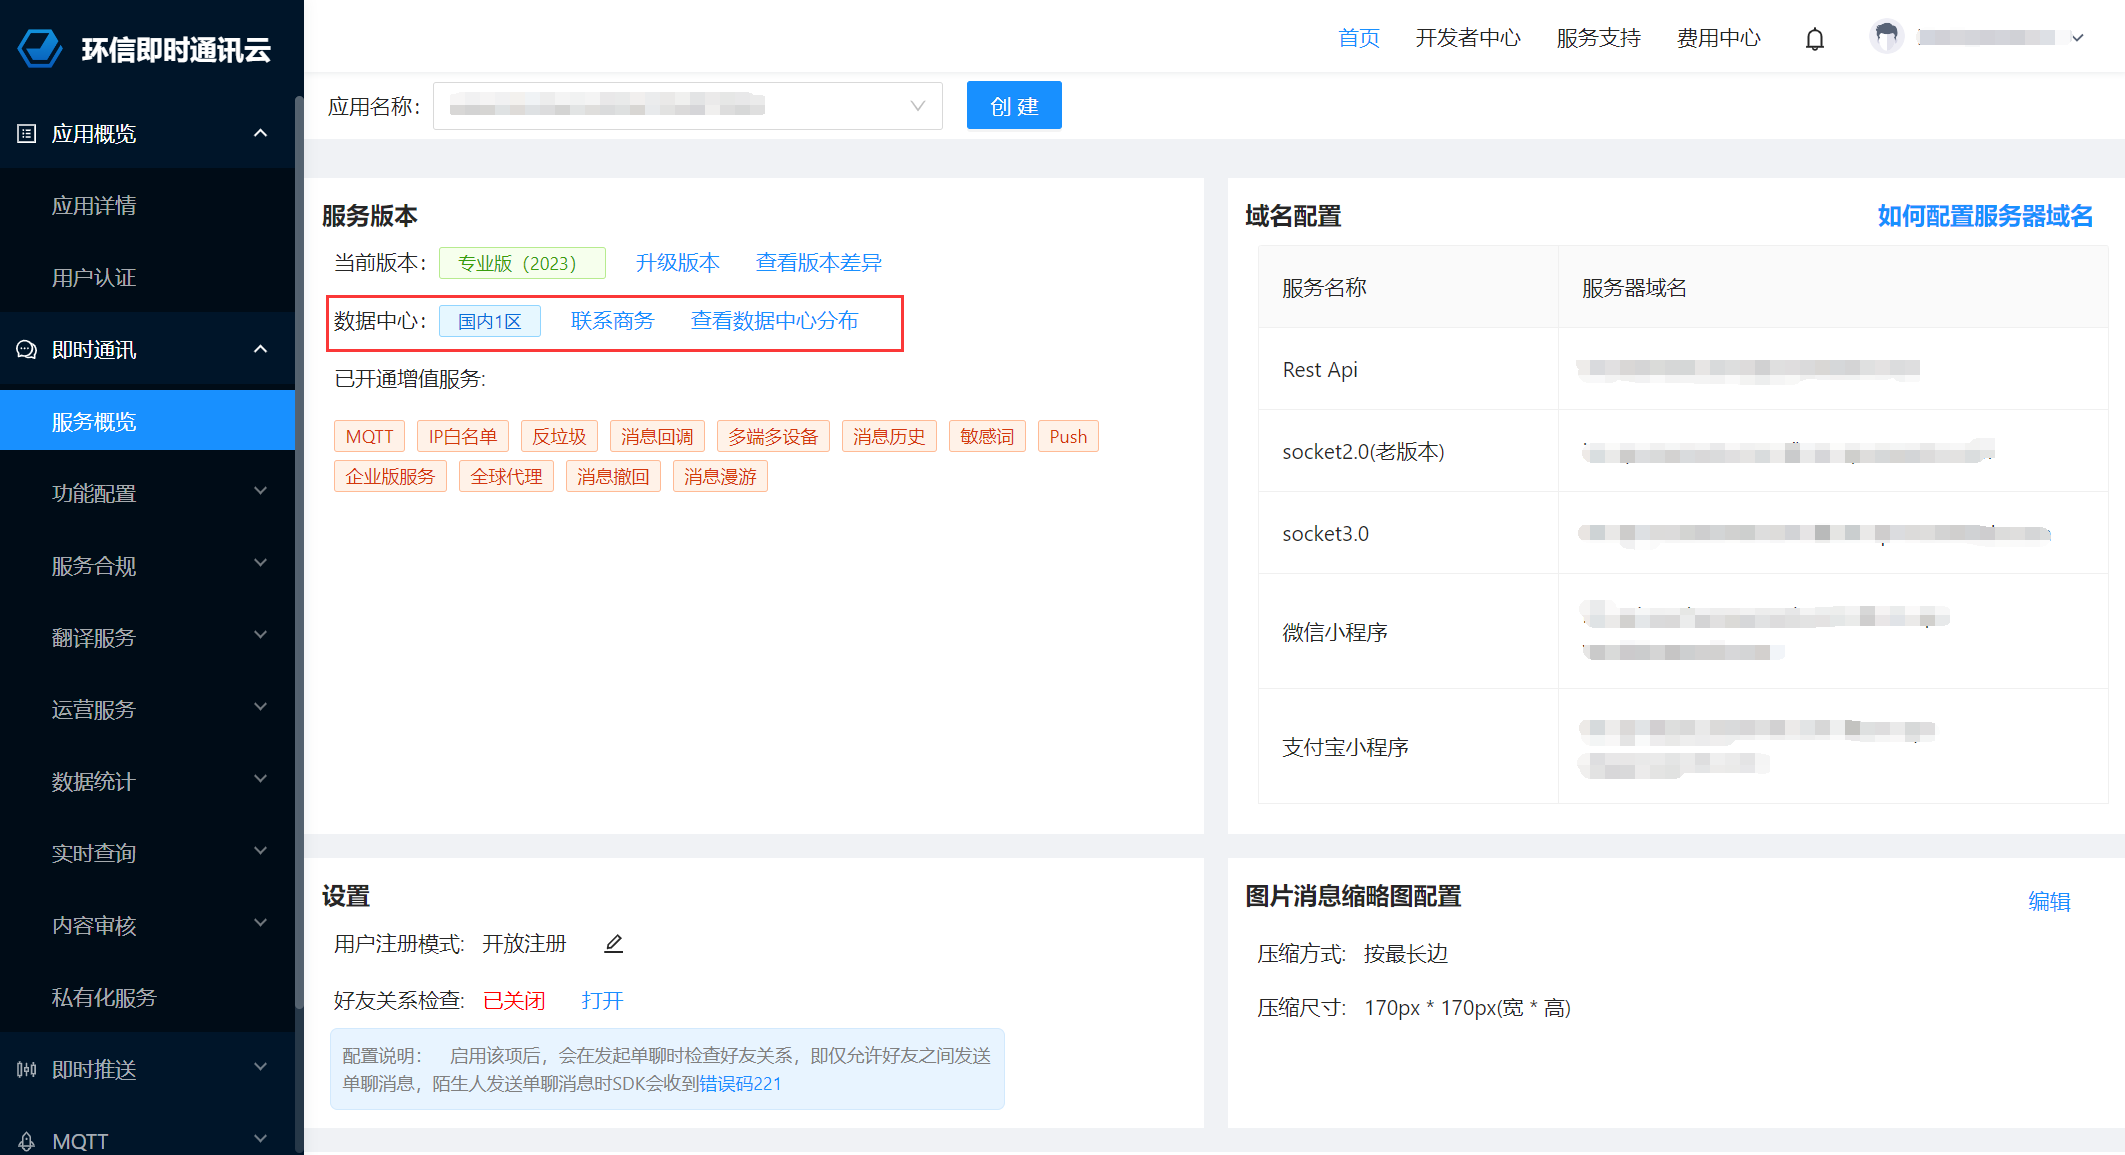 环信即时通讯云
首页 开发者中心 服务支持 费用中心
应用名称： 创 建
应用概览
应用详情
用户认证
即时通讯
服务概览
功能配置
服务合规
翻译服务
运营服务
数据统计
实时查询
内容审核
私有化服务
即时推送
MQTT
服务版本
当前版本： 专业版（2023） 升级版本 查看版本差异
数据中心： 国内1区 联系商务 查看数据中心分布
已开通增值服务:
MQTT IP白名单 反垃圾 消息回调 多端多设备 消息历史 敏感词 Push
企业版服务 全球代理 消息撤回 消息漫游
域名配置 如何配置服务器域名
服务名称 服务器域名
Rest Api
socket2.0(老版本)
socket3.0
微信小程序
支付宝小程序
设置
用户注册模式: 开放注册
好友关系检查: 已关闭 打开
配置说明： 启用该项后，会在发起单聊时检查好友关系，即仅允许好友之间发送
单聊消息，陌生人发送单聊消息时SDK会收到错误码221
图片消息缩略图配置 编辑
压缩方式: 按最长边
压缩尺寸: 170px * 170px(宽 * 高)